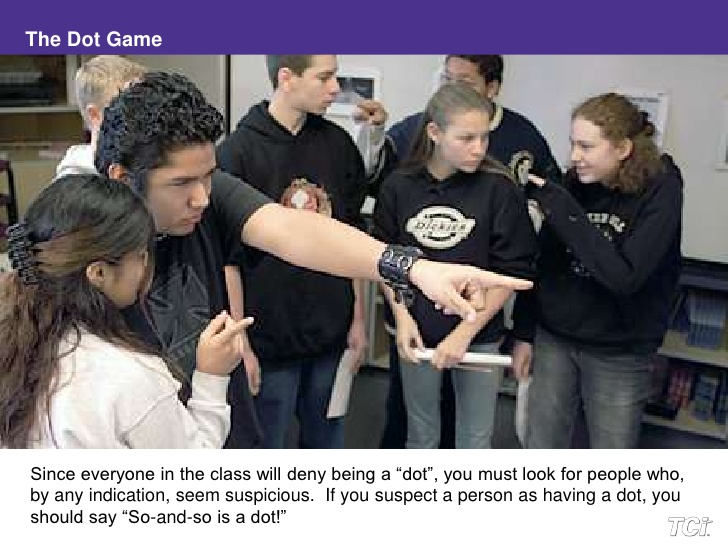 The Dot Game
Dickies
Since everyone in the class will deny being a “dot”, you must look for people who,
by any indication, seem suspicious.  If you suspect a person as having a dot, you
should say “So-and-so is a dot!”
TCi